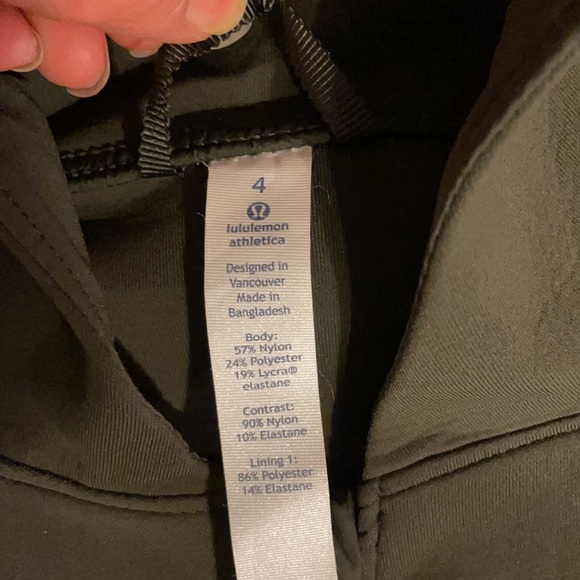 4
lululemon
athletica
Designed in
Vancouver
Made in
Bangladesh
Body:
57% Nylon
24% Polyester
19% Lycra®
elastane
Contrast:
90% Nylon
10% Elastane
Lining 1:
86% Polyester
14% Elastane